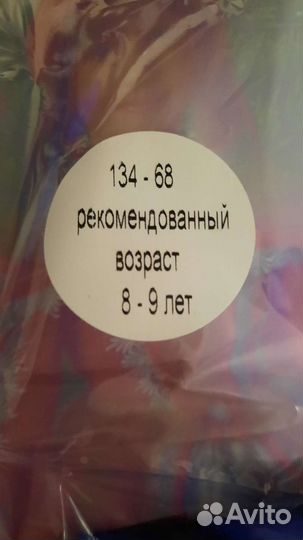 134 - 68
рекомендованный
возраст
8 - 9 лет
Avito